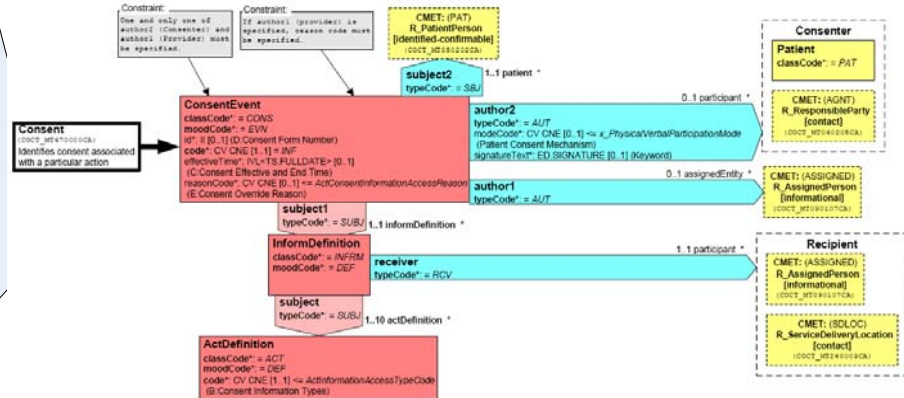 Constraint:
One and only one of
author2 (Consenter) and
author1 (Provider) must
be specified.
Constraint:
If author1 (provider) is
specified, reason code must
be specified.
CMET: (PAT)
R_PatientPerson
[identified-confirmable]
(COCT_MT050202CA)
subject2
typeCode*: = SBJ
1..1 patient *
Consenter
Patient
classCode*: = PAT
CMET: (AGNT)
R_ResponsibleParty
[contact]
(COCT_MT040205CA)
Consent
(COCT_MT470000CA)
Identifies consent associated
with a particular action
ConsentEvent
classCode*: = CONS
moodCode*: = EVN
id*: II [0..1] (D:Consent Form Number)
code*: CV CNE [1..1] = INF
effectiveTime*: IVL<TS.FULLDATE> [0..1]
(C:Consent Effective and End Time)
reasonCode*: CV CNE [0..1] <= ActConsentInformationAccessReason
(E:Consent Override Reason)
0..1 participant *
author2
typeCode*: = AUT
modeCode*: CV CNE [0..1] <= x_PhysicalVerbalParticipationMode
(Patient Consent Mechanism)
signatureText*: ED.SIGNATURE [0..1] (Keyword)
0..1 assignedEntity *
author1
typeCode*: = AUT
CMET: (ASSIGNED)
R_AssignedPerson
[informational]
(COCT_MT090107CA)
subject1
typeCode*: = SUBJ
1..1 informDefinition *
InformDefinition
classCode*: = INFRM
moodCode*: = DEF
1..1 participant *
receiver
typeCode*: = RCV
Recipient
CMET: (ASSIGNED)
R_AssignedPerson
[informational]
(COCT_MT090107CA)
CMET: (SDLOC)
R_ServiceDeliveryLocation
[contact]
(COCT_MT240003CA)
subject
typeCode*: = SUBJ
1..10 actDefinition *
ActDefinition
classCode*: = ACT
moodCode*: = DEF
code*: CV CNE [1..1] <= ActInformationAccessTypeCode
(B:Consent Information Types)